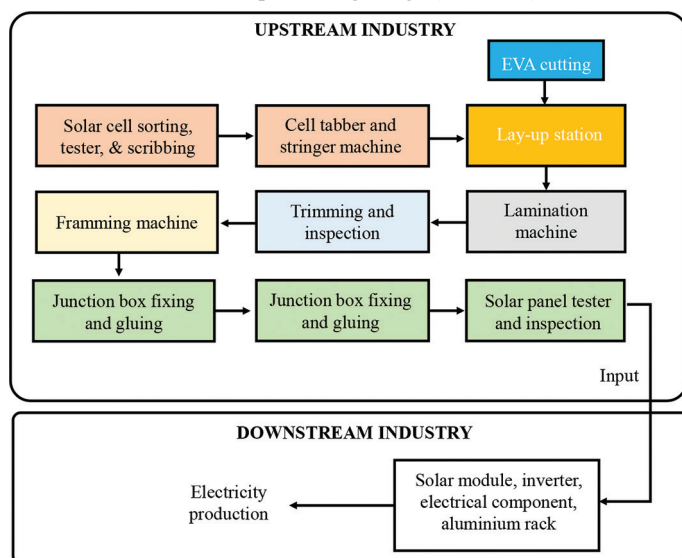 UPSTREAM INDUSTRY
EVA cutting
Solar cell sorting,
tester, & scribbing
Cell tabber and
stringer machine
Lay-up station
Framming machine
Trimming and
inspection
Lamination
machine
Junction box fixing
and gluing
Junction box fixing
and gluing
Solar panel tester
and inspection
Input
DOWNSTREAM INDUSTRY
Electricity
production
Solar module, inverter,
electrical component,
aluminium rack